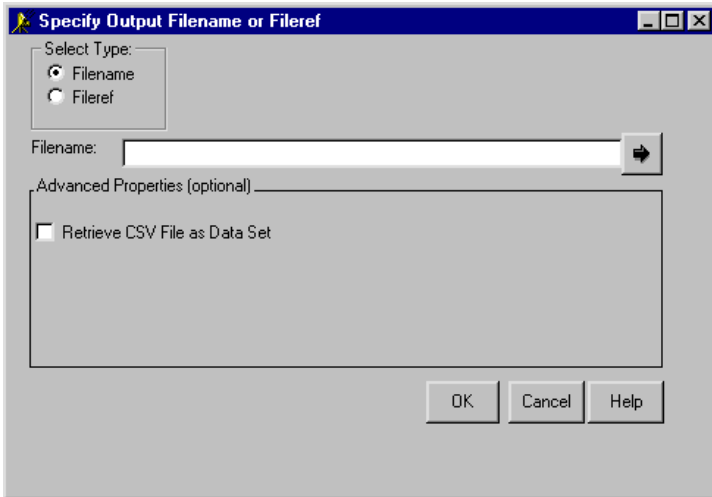 Specify Output Filename or Fileref
Select Type:
Filename
Fileref
Filename:
Advanced Properties (optional)
Retrieve CSV File as Data Set
OK Cancel Help